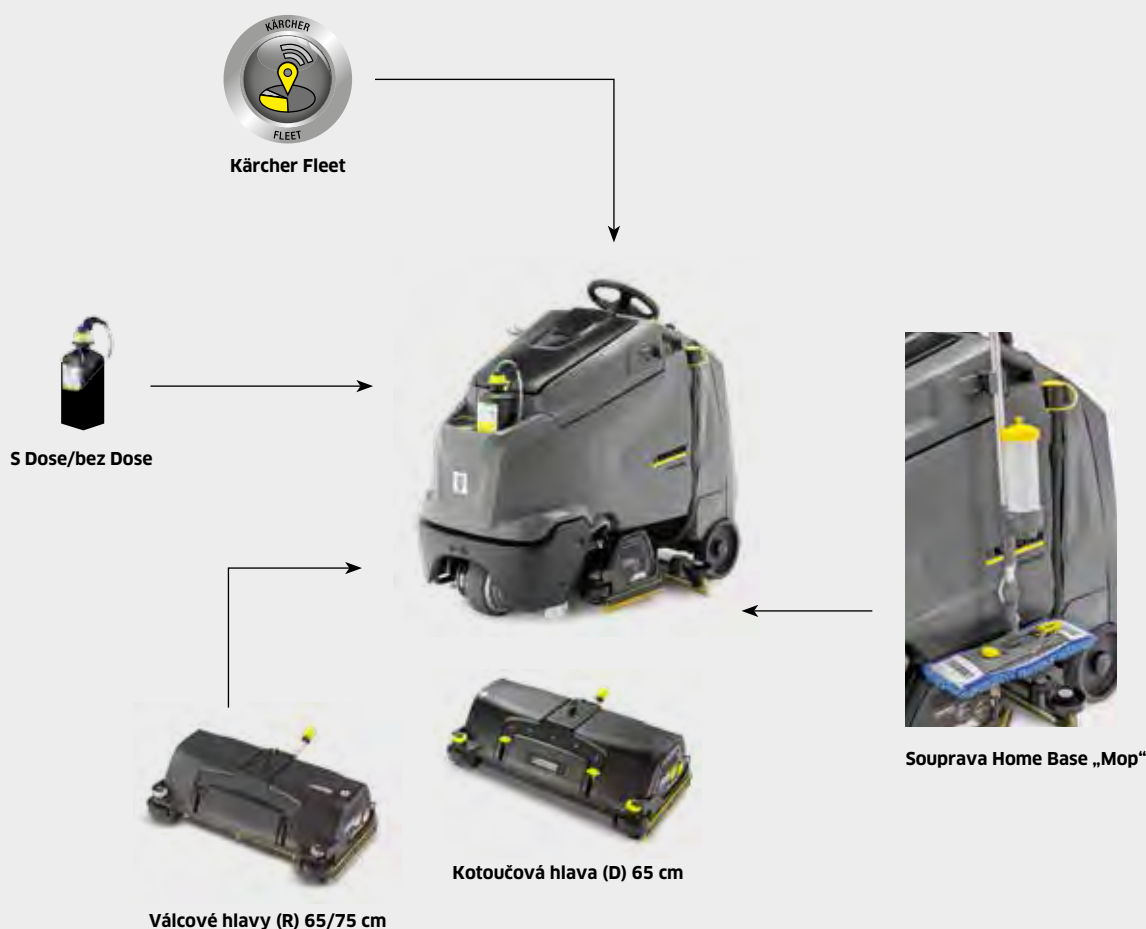 KÄRCHER
FLEET
Kärcher Fleet
S Dose/bez Dose
Souprava Home Base „Mop“
Kotoučová hlava (D) 65 cm
Válcové hlavy (R) 65/75 cm